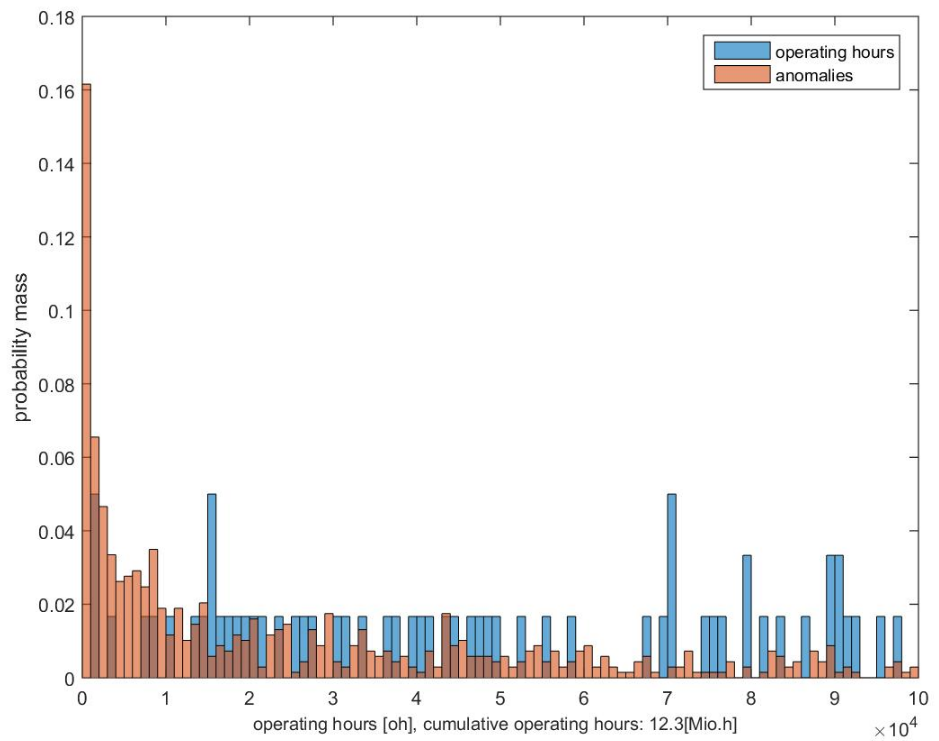 0.18
operating hours
anomalies
0.16
0.14
0.12
0.1
0.08
0.06
0.04
0.02
0
probability mass
0 1 2 3 4 5 6 7 8 9 10
operating hours [oh], cumulative operating hours: 12.3[Mio.h]
×10⁴